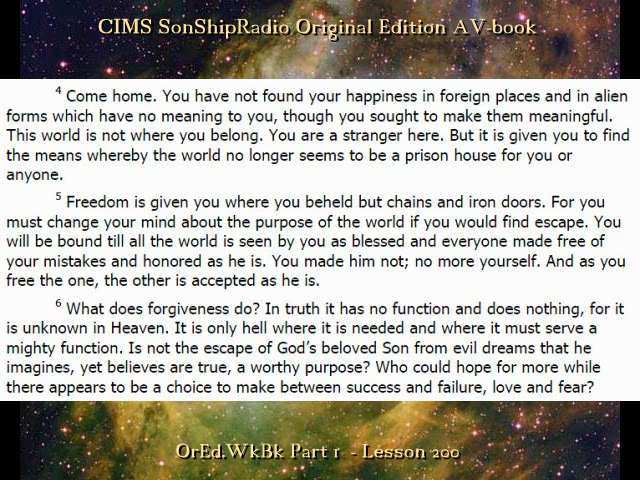 CIMS SonShipRadio Original Edition AV-book
4 Come home. You have not found your happiness in foreign places and in alien
forms which have no meaning to you, though you sought to make them meaningful.
This world is not where you belong. You are a stranger here. But it is given you to find
the means whereby the world no longer seems to be a prison house for you or
anyone.
5 Freedom is given you where you beheld but chains and iron doors. For you
must change your mind about the purpose of the world if you would find escape. You
will be bound till all the world is seen by you as blessed and everyone made free of
your mistakes and honored as he is. You made him not; no more yourself. And as you
free the one, the other is accepted as he is.
6 What does forgiveness do? In truth it has no function and does nothing, for it
is unknown in Heaven. It is only hell where it is needed and where it must serve a
mighty function. Is not the escape of God's beloved Son from evil dreams that he
imagines, yet believes are true, a worthy purpose? Who could hope for more while
there appears to be a choice to make between success and failure, love and fear?
OrEd.WkBk Part 1 - Lesson 200